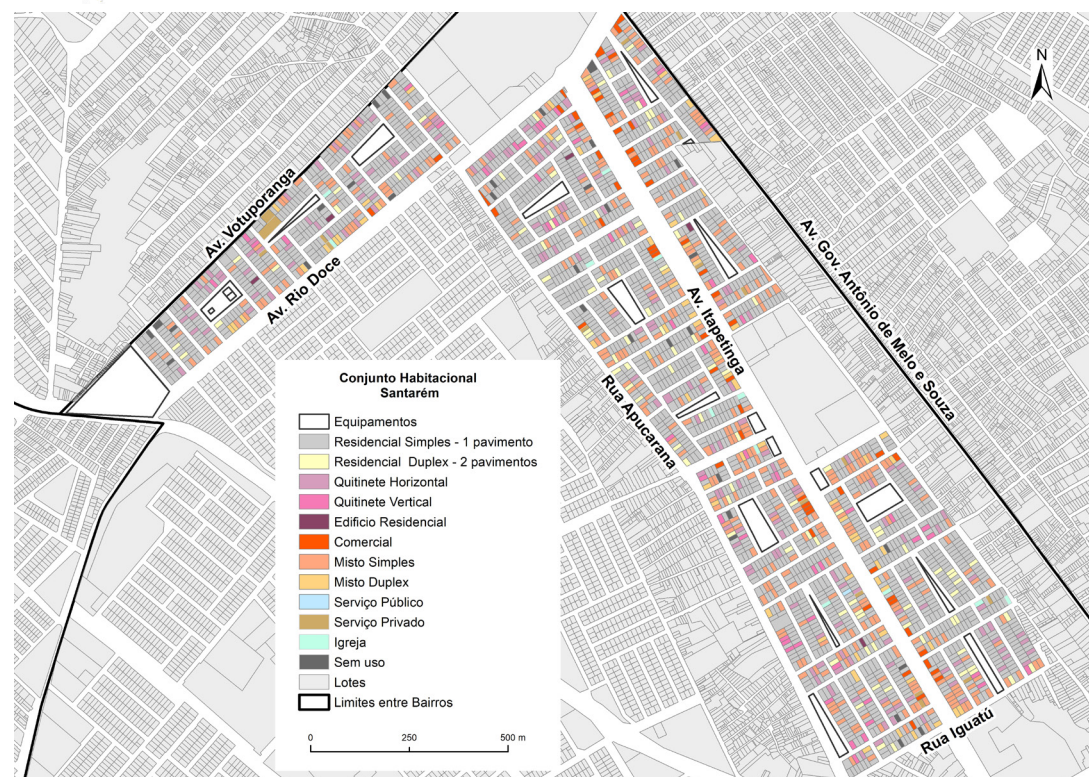 N
Av. Votuporanga
Av. Rio Doce
Av. Gov. Antônio de Melo e Souza
Av. Itapetinga
Rua Apucarana
Rua Iguatú
Conjunto Habitacional
Santarém
Equipamentos
Residencial Simples - 1 pavimento
Residencial Duplex - 2 pavimentos
Quitinete Horizontal
Quitinete Vertical
Edificio Residencial
Comercial
Misto Simples
Misto Duplex
Serviço Público
Serviço Privado
Igreja
Sem uso
Lotes
Limites entre Bairros
0 250 500 m